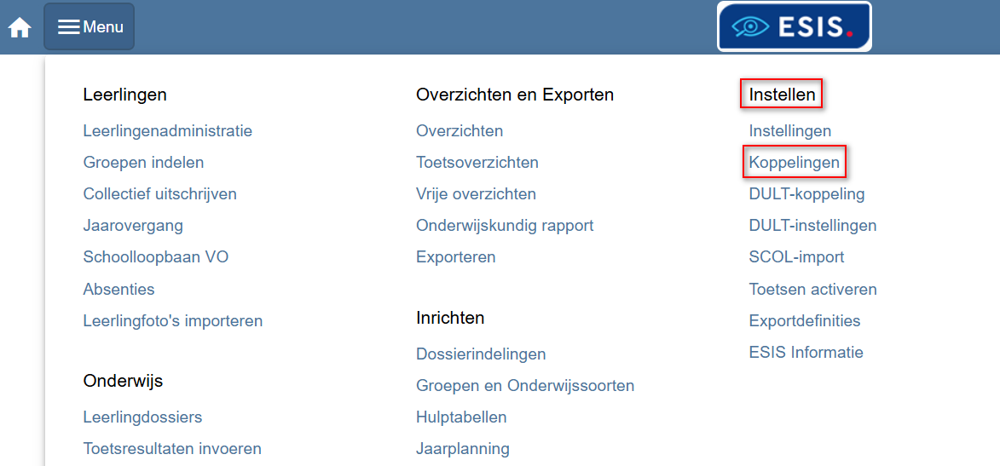 Menu
ESIS.
Leerlingen
Leerlingenadministratie
Groepen indelen
Collectief uitschrijven
Jaarovergang
Schoolloopbaan VO
Absenties
Leerlingfoto's importeren
Onderwijs
Leerlingdossiers
Toetsresultaten invoeren
Overzichten en Exporten
Overzichten
Toetsoverzichten
Vrije overzichten
Onderwijskundig rapport
Exporteren
Inrichten
Dossierindelingen
Groepen en Onderwijssoorten
Hulptabellen
Jaarplanning
Instellen
Instellingen
Koppelingen
DULT-koppeling
DULT-instellingen
SCOL-import
Toetsen activeren
Exportdefinities
ESIS Informatie